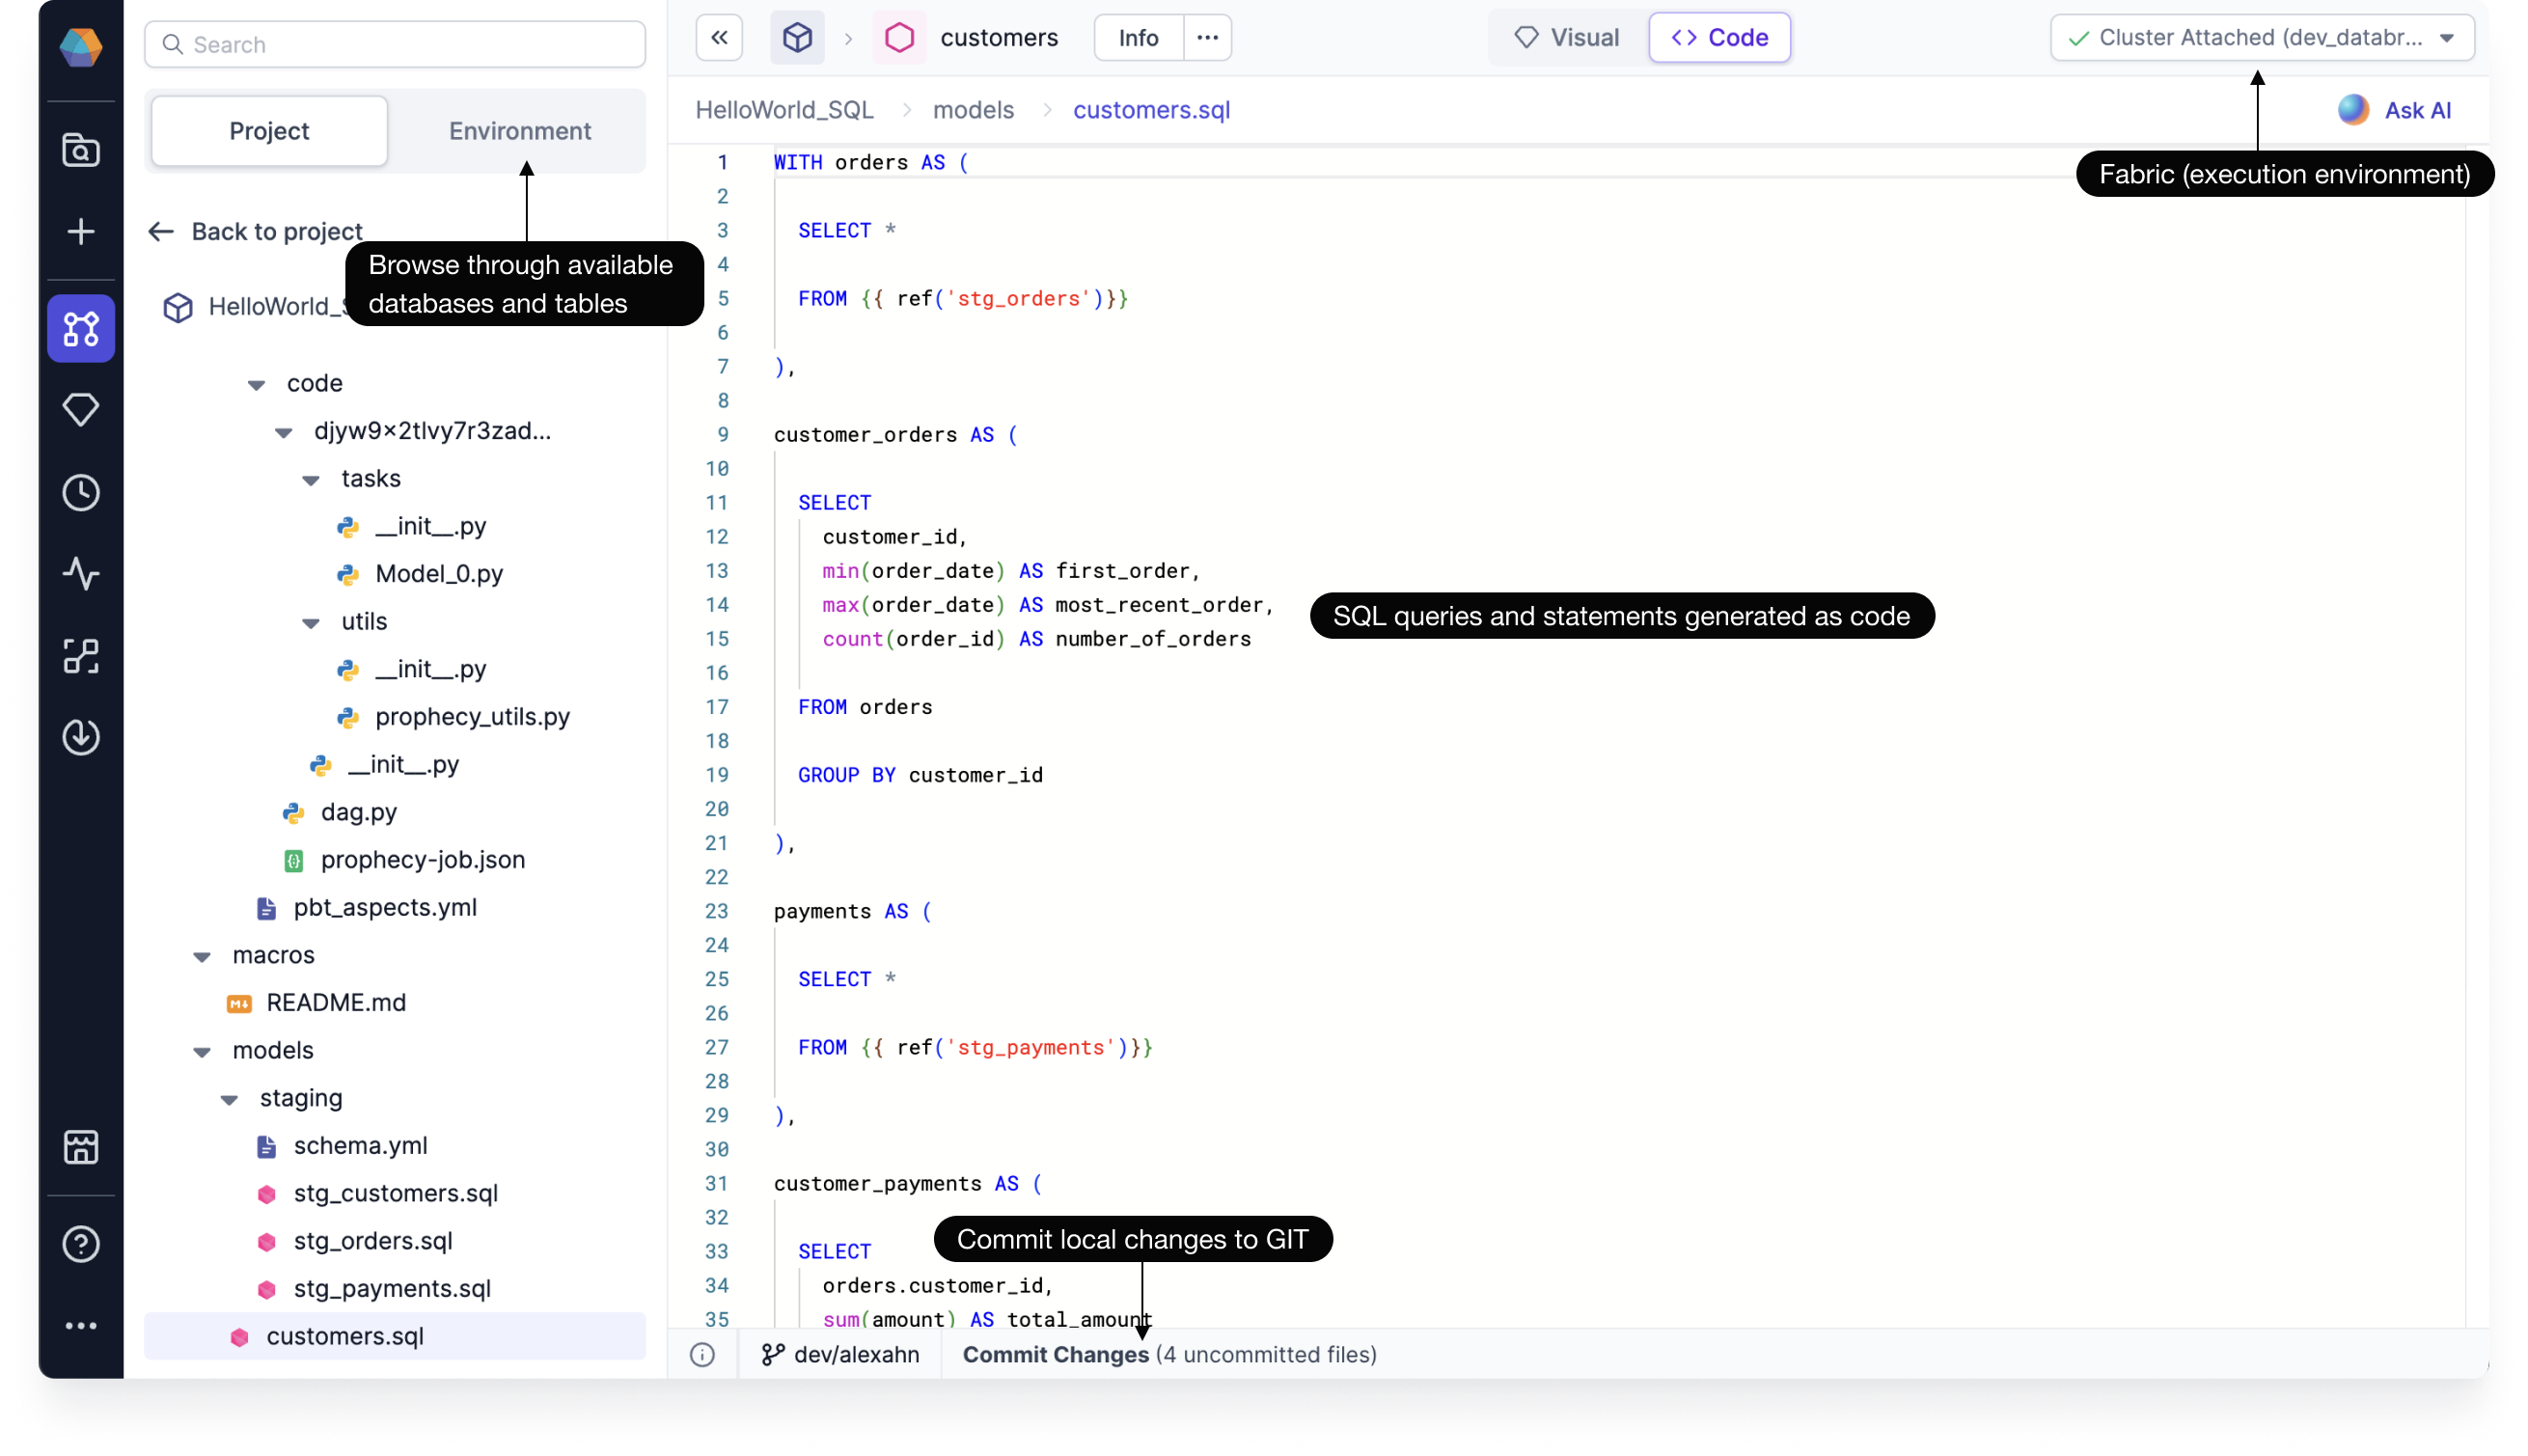 Search
Project
Environment
Back to project
Browse through available
databases and tables
HelloWorld_S
code
djyw9x2tlvy7r3zad...
tasks
__init__.py
Model_0.py
utils
__init__.py
prophecy_utils.py
__init__.py
dag.py
prophecy-job.json
pbt_aspects.yml
macros
README.md
models
staging
schema.yml
stg_customers.sql
stg_orders.sql
stg_payments.sql
customers.sql
customers
Info
Visual
Code
Cluster Attached (dev_databr...
HelloWorld_SQL > models > customers.sql
Ask AI
Fabric (execution environment)
1 WITH orders AS (
2
3 SELECT *
4
5 FROM {{ ref('stg_orders')}}
6
7 ),
8
9 customer_orders AS (
10
11 SELECT
12 customer_id,
13 min(order_date) AS first_order,
14 max(order_date) AS most_recent_order,
15 count(order_id) AS number_of_orders
16
17 FROM orders
18
19 GROUP BY customer_id
20
21 ),
22
23 payments AS (
24
25 SELECT *
26
27 FROM {{ ref('stg_payments')}}
28
29 ),
30
31 customer_payments AS (
32
33 SELECT
34 orders.customer_id,
35 sum(amount) AS total_amount
SQL queries and statements generated as code
Commit local changes to GIT
dev/alexahn
Commit Changes (4 uncommitted files)